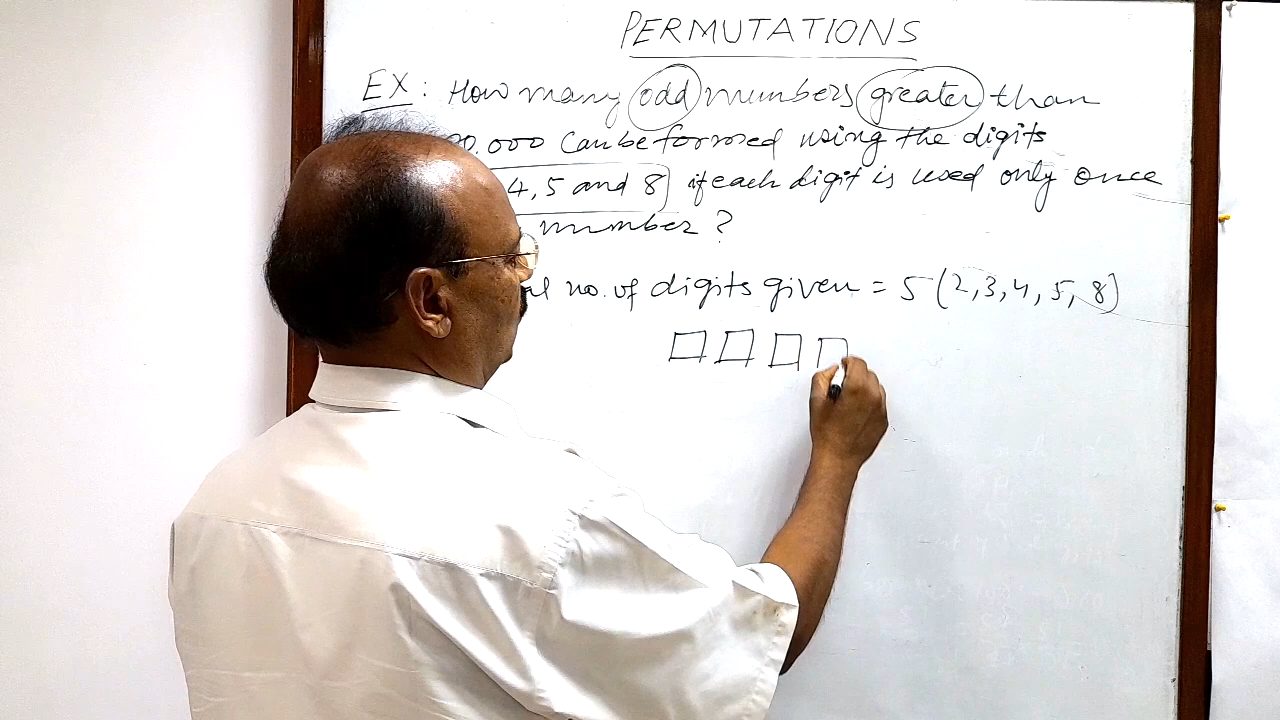 PERMUTATIONS
EX: How many odd numbers greater than
0.000 can be formed using the digits
4, 5 and 8 if each digit is used only once
number?
no. of digits given = 5 (2, 3, 4, 5, 8)